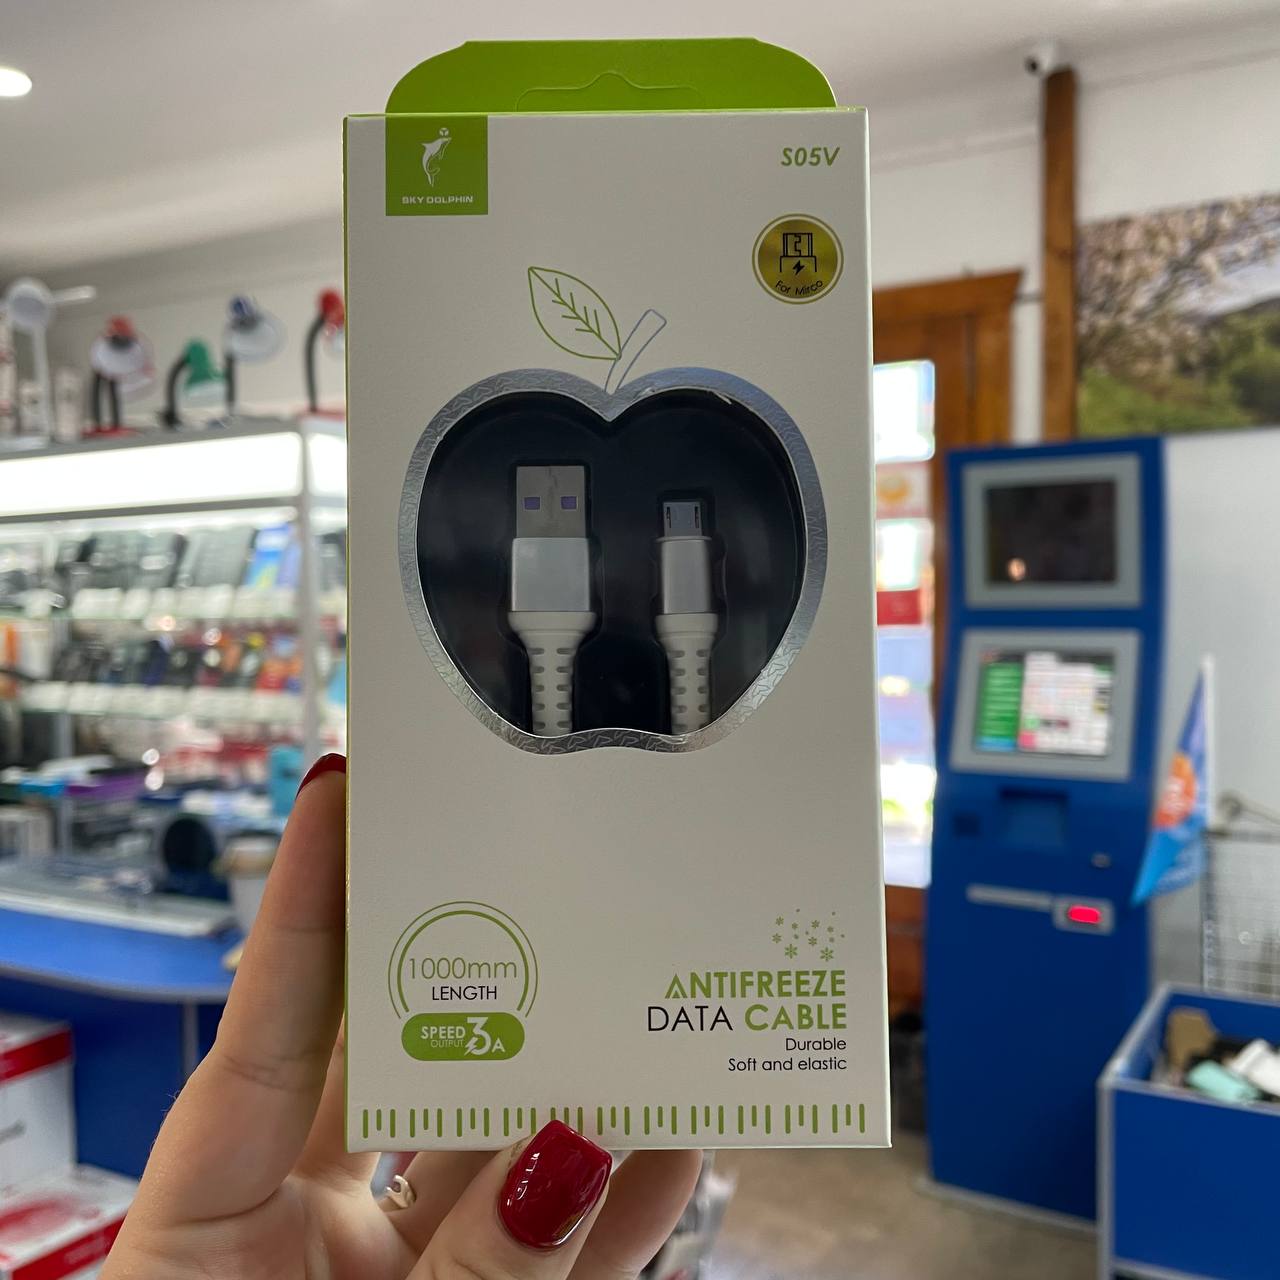 SKY DOLPHIN
S05V
For Mirco
1000mm
LENGTH
SPEED
OUTPUT
3A
ANTIFREEZE
DATA CABLE
Durable
Soft and elastic